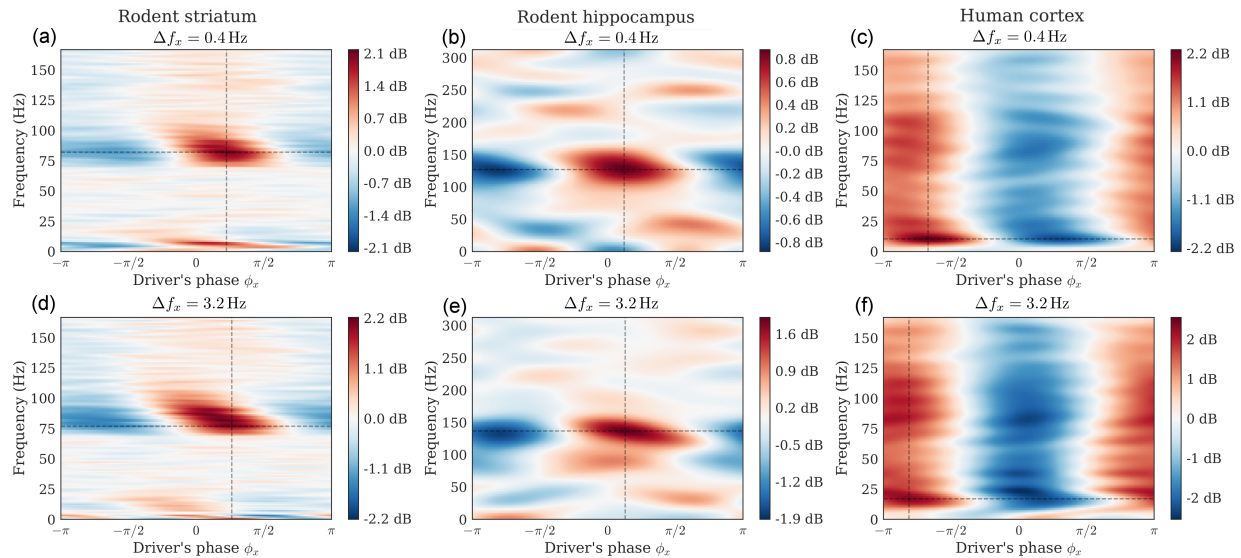 Rodent striatum
Rodent hippocampus
Human cortex
(a)
Δf_x = 0.4 Hz
150
125
100
75
50
25
0
Frequency (Hz)
−π
−π/2
0
π/2
π
Driver's phase ϕ_x
2.1 dB
1.4 dB
0.7 dB
0.0 dB
-0.7 dB
-1.4 dB
-2.1 dB
(b)
Δf_x = 0.4 Hz
300
250
200
150
100
50
0
Frequency (Hz)
−π
−π/2
0
π/2
π
Driver's phase ϕ_x
0.8 dB
0.6 dB
0.4 dB
0.2 dB
-0.0 dB
-0.2 dB
-0.4 dB
-0.6 dB
-0.8 dB
(c)
Δf_x = 0.4 Hz
150
125
100
75
50
25
0
Frequency (Hz)
−π
−π/2
0
π/2
π
Driver's phase ϕ_x
2.2 dB
1.1 dB
0.0 dB
-1.1 dB
-2.2 dB
(d)
Δf_x = 3.2 Hz
150
125
100
75
50
25
0
Frequency (Hz)
−π
−π/2
0
π/2
π
Driver's phase ϕ_x
2.2 dB
1.1 dB
0.0 dB
-1.1 dB
-2.2 dB
(e)
Δf_x = 3.2 Hz
300
250
200
150
100
50
0
Frequency (Hz)
−π
−π/2
0
π/2
π
Driver's phase ϕ_x
1.6 dB
0.9 dB
0.2 dB
-0.5 dB
-1.2 dB
-1.9 dB
(f)
Δf_x = 3.2 Hz
150
125
100
75
50
25
0
Frequency (Hz)
−π
−π/2
0
π/2
π
Driver's phase ϕ_x
2 dB
1 dB
0 dB
-1 dB
-2 dB